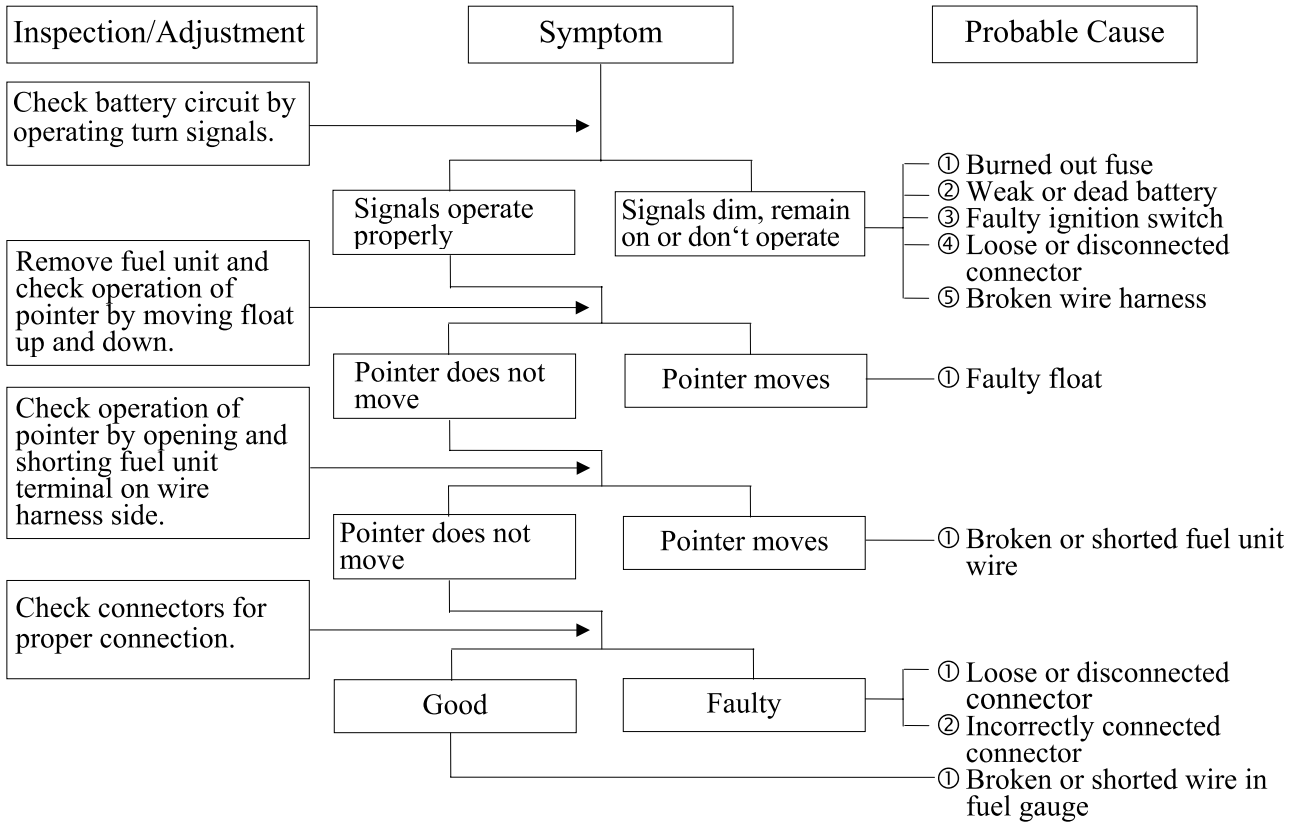 Inspection/Adjustment
Symptom
Probable Cause
Check battery circuit by
operating turn signals.
Signals operate
properly
Signals dim, remain
on or don‘t operate
① Burned out fuse
② Weak or dead battery
③ Faulty ignition switch
④ Loose or disconnected
connector
⑤ Broken wire harness
Remove fuel unit and
check operation of
pointer by moving float
up and down.
Pointer does not
move
Pointer moves
① Faulty float
Check operation of
pointer by opening and
shorting fuel unit
terminal on wire
harness side.
Pointer does not
move
Pointer moves
① Broken or shorted fuel unit
wire
Check connectors for
proper connection.
Good
Faulty
① Loose or disconnected
connector
② Incorrectly connected
connector
① Broken or shorted wire in
fuel gauge